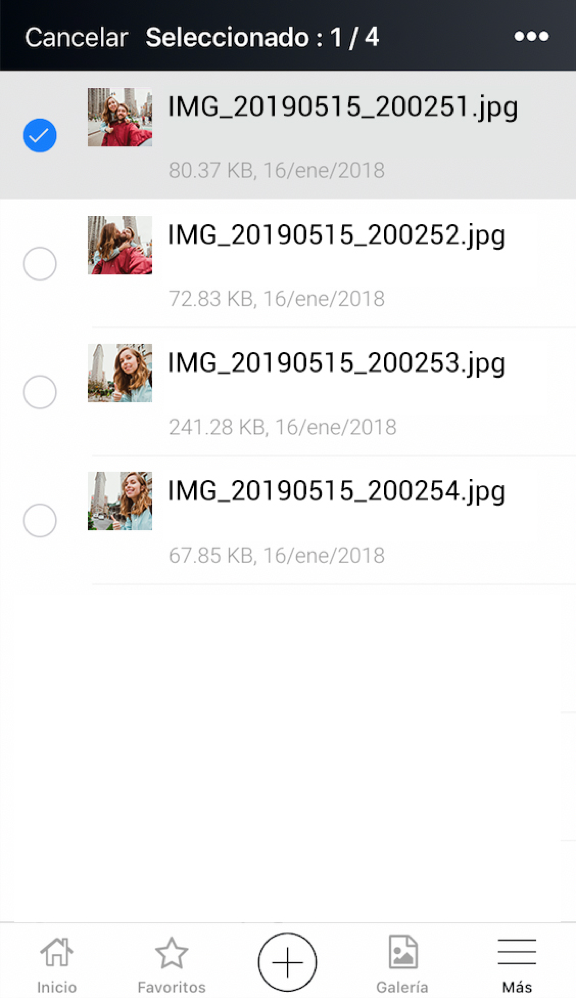 Cancelar Seleccionado : 1 / 4
IMG_20190515_200251.jpg
80.37 KB, 16/ene/2018
IMG_20190515_200252.jpg
72.83 KB, 16/ene/2018
IMG_20190515_200253.jpg
241.28 KB, 16/ene/2018
IMG_20190515_200254.jpg
67.85 KB, 16/ene/2018
Inicio Favoritos Galería Más